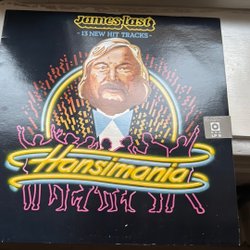 James Last
- 13 NEW HIT TRACKS -
Hansimania